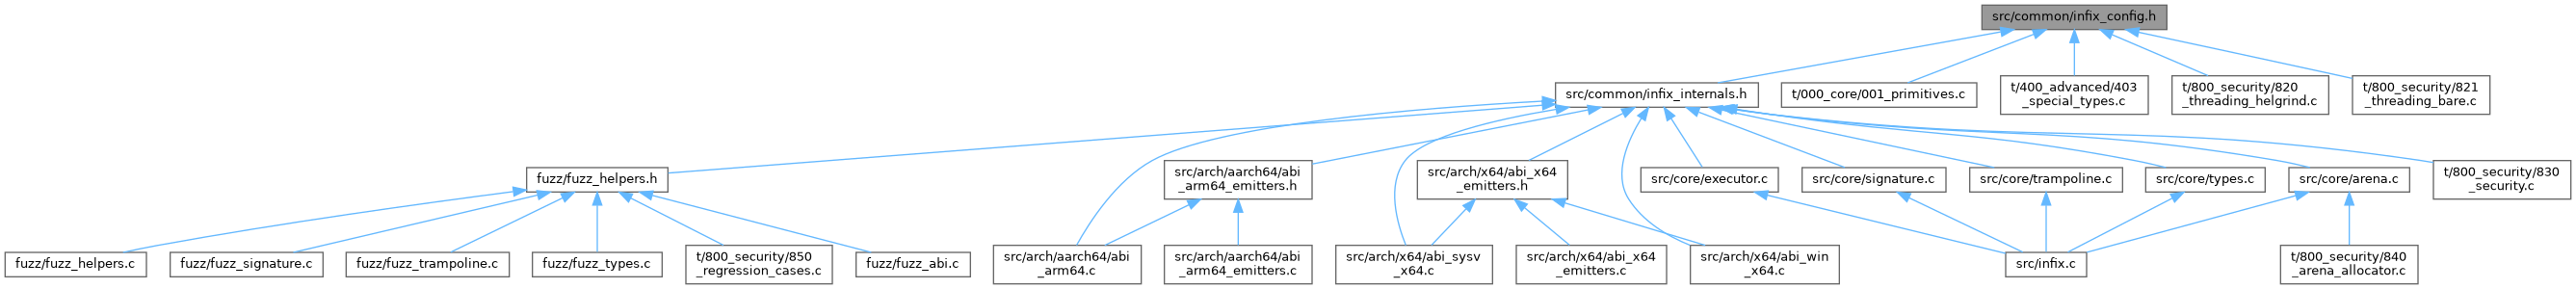 src/common/infix_config.h
src/common/infix_internals.h
t/000_core/001_primitives.c
t/400_advanced/403
_special_types.c
t/800_security/820
_threading_helgrind.c
t/800_security/821
_threading_bare.c
fuzz/fuzz_helpers.h
src/arch/aarch64/abi
_arm64_emitters.h
src/arch/x64/abi_x64
_emitters.h
src/core/executor.c
src/core/signature.c
src/core/trampoline.c
src/core/types.c
src/core/arena.c
t/800_security/830
_security.c
fuzz/fuzz_helpers.c
fuzz/fuzz_signature.c
fuzz/fuzz_trampoline.c
fuzz/fuzz_types.c
t/800_security/850
_regression_cases.c
fuzz/fuzz_abi.c
src/arch/aarch64/abi
_arm64.c
src/arch/aarch64/abi
_arm64_emitters.c
src/arch/x64/abi_sysv
_x64.c
src/arch/x64/abi_x64
_emitters.c
src/arch/x64/abi_win
_x64.c
src/infix.c
t/800_security/840
_arena_allocator.c